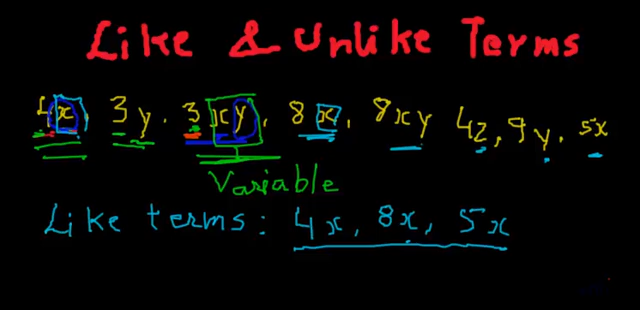 Like & Unlike Terms
4x, 3y, 3xy, 8x, 8xy 4z, 9y, 5x
Variable
Like terms: 4x, 8x, 5x